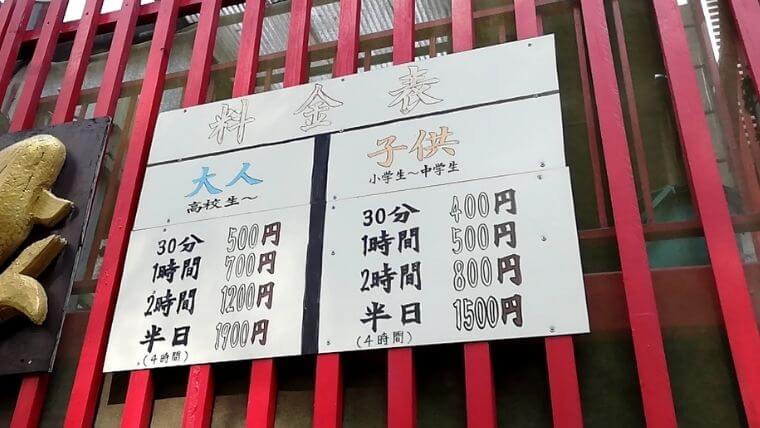 料金表
大人
高校生～
30分 500円
1時間 700円
2時間 1200円
半日 1900円
(4時間)
子供
小学生～中学生
30分 400円
1時間 500円
2時間 800円
半日 1500円
(4時間)